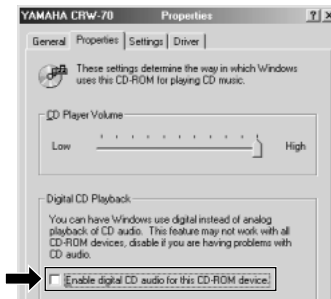 YAMAHA CRW-70 Properties
General Properties Settings Driver
These settings determine the way in which Windows
uses this CD-ROM for playing CD music.
CD Player Volume
Low High
Digital CD Playback
You can have Windows use digital instead of analog
playback of CD audio. This feature may not work with all
CD-ROM devices, disable if you are having problems with
CD audio.
Enable digital CD audio for this CD-ROM device.